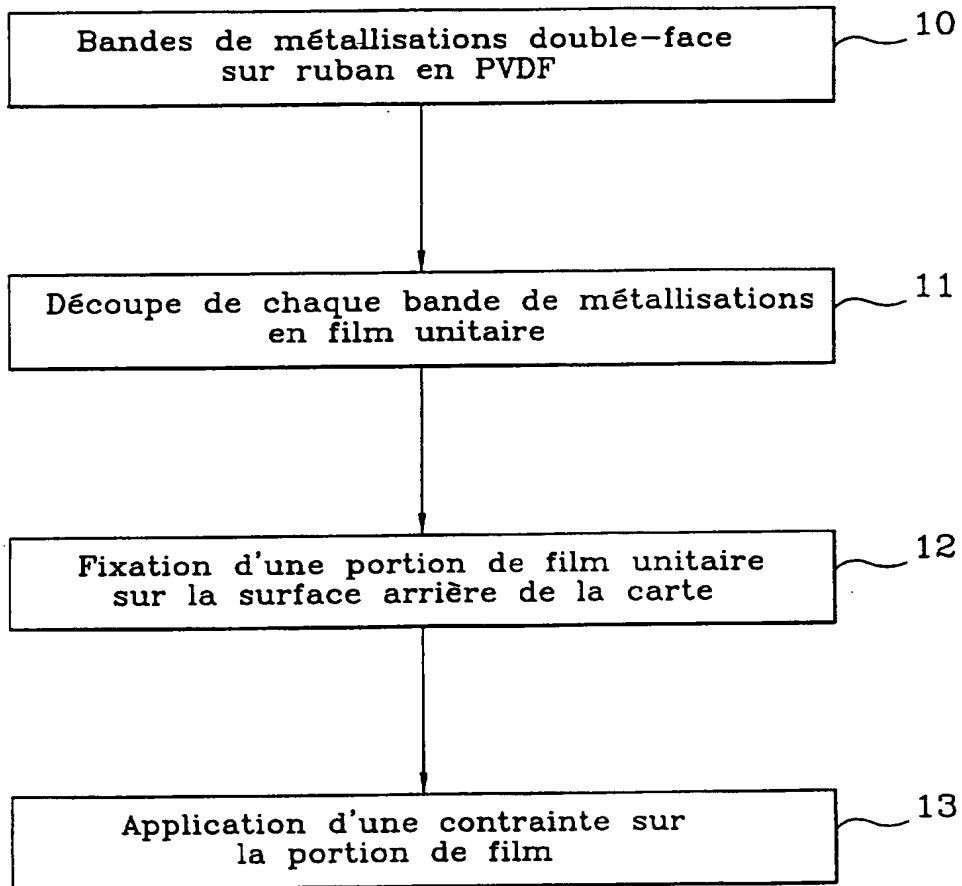 Bandes de métallisations double-face
sur ruban en PVDF
10
Découpe de chaque bande de métallisations
en film unitaire
11
Fixation d'une portion de film unitaire
sur la surface arrière de la carte
12
Application d'une contrainte sur
la portion de film
13